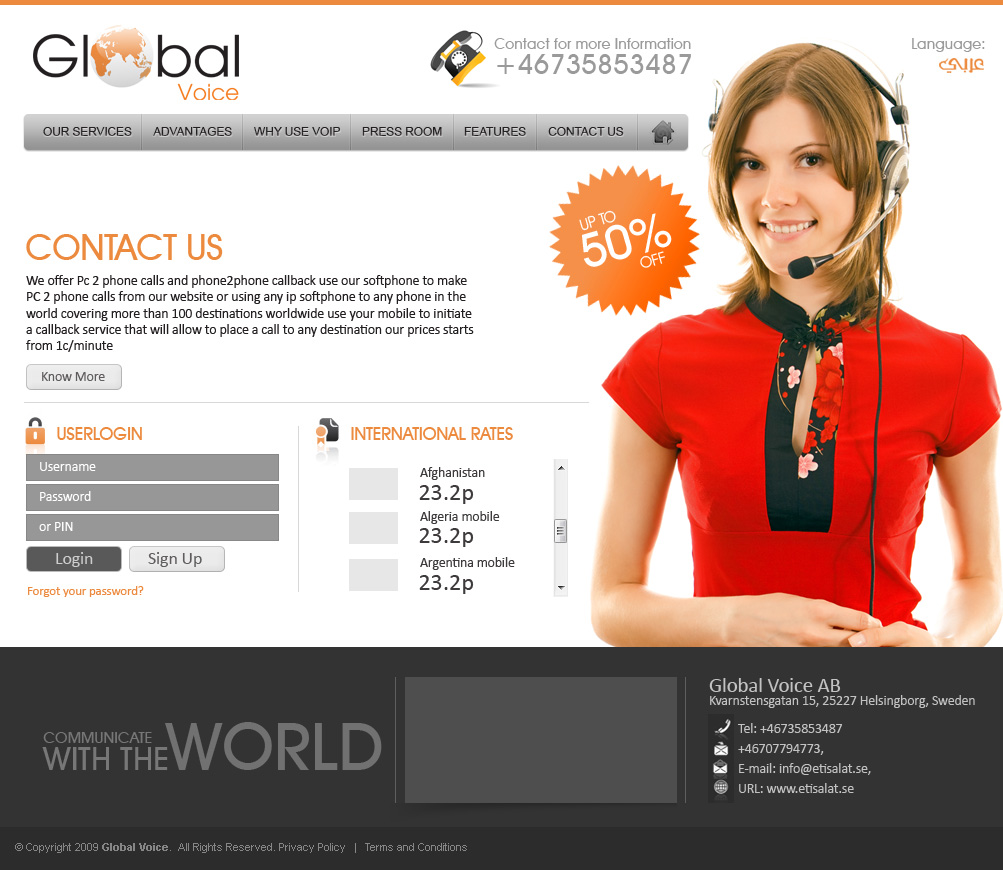 Global
Voice
Contact for more Information
+46735853487
Language:
عربي
OUR SERVICES
ADVANTAGES
WHY USE VOIP
PRESS ROOM
FEATURES
CONTACT US
UP TO
50%
OFF
CONTACT US
We offer Pc 2 phone calls and phone2phone callback use our softphone to make
PC 2 phone calls from our website or using any ip softphone to any phone in the
world covering more than 100 destinations worldwide use your mobile to initiate
a callback service that will allow to place a call to any destination our prices starts
from 1c/minute
Know More
USERLOGIN
Username
Password
or PIN
Login
Sign Up
Forgot your password?
INTERNATIONAL RATES
Afghanistan
23.2p
Algeria mobile
23.2p
Argentina mobile
23.2p
COMMUNICATE
WITH THE WORLD
Global Voice AB
Kvarnstensgatan 15, 25227 Helsingborg, Sweden
Tel: +46735853487
+46707794773,
E-mail: info@etisalat.se,
URL: www.etisalat.se
© Copyright 2009 Global Voice. All Rights Reserved. Privacy Policy | Terms and Conditions